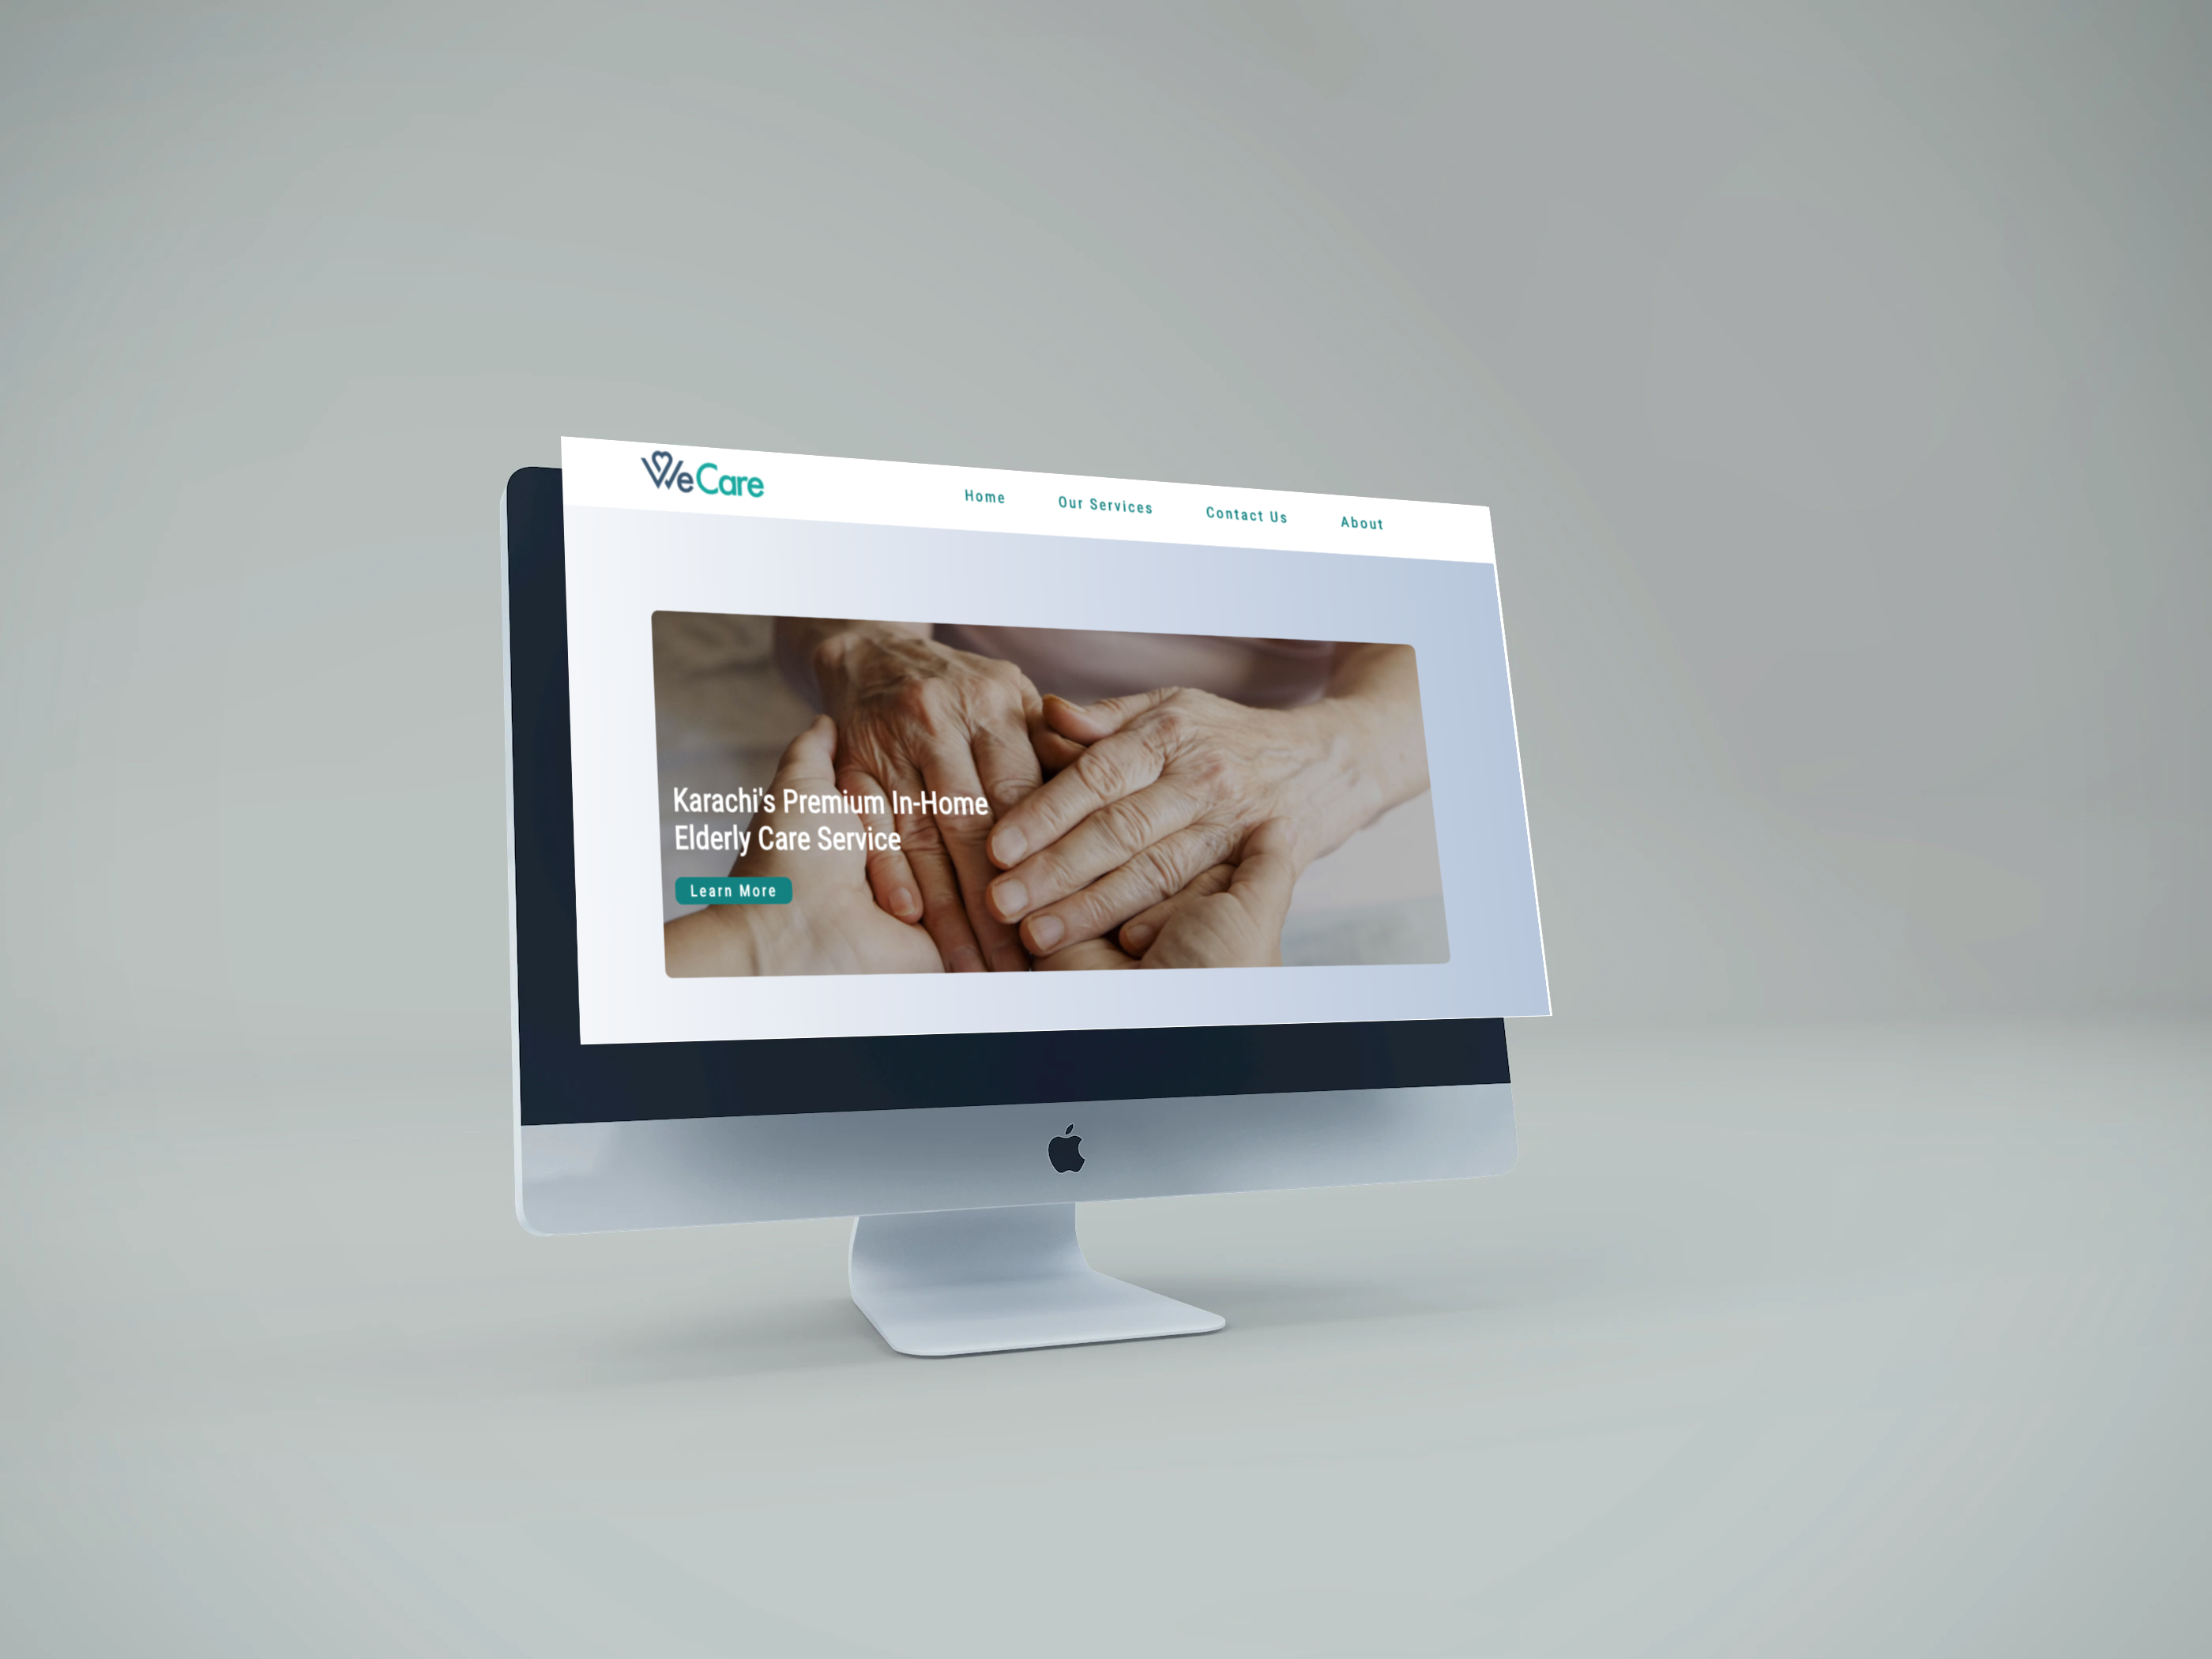 WeCare
Home
Our Services
Contact Us
About
Karachi's Premium In-Home
Elderly Care Service
Learn More